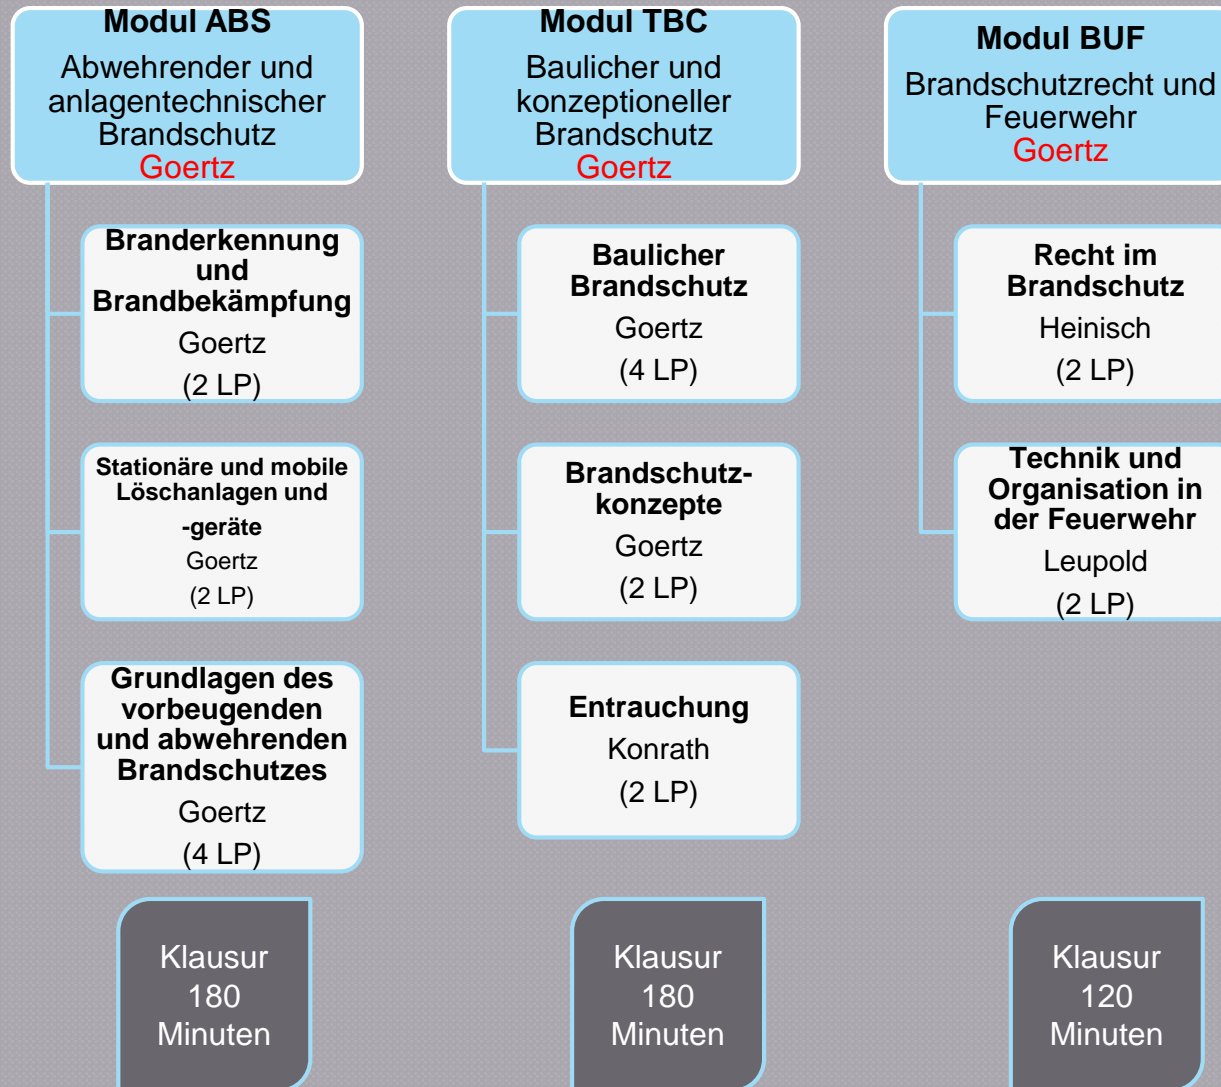 Modul ABS
Abwehrender und
anlagentechnischer
Brandschutz
Goertz
Branderkennung
und
Brandbekämpfung
Goertz
(2 LP)
Stationäre und mobile
Löschanlagen und
-geräte
Goertz
(2 LP)
Grundlagen des
vorbeugenden
und abwehrenden
Brandschutzes
Goertz
(4 LP)
Klausur
180
Minuten
Modul TBC
Baulicher und
konzeptioneller
Brandschutz
Goertz
Baulicher
Brandschutz
Goertz
(4 LP)
Brandschutz-
konzepte
Goertz
(2 LP)
Entrauchung
Konrath
(2 LP)
Klausur
180
Minuten
Modul BUF
Brandschutzrecht und
Feuerwehr
Goertz
Recht im
Brandschutz
Heinisch
(2 LP)
Technik und
Organisation in
der Feuerwehr
Leupold
(2 LP)
Klausur
120
Minuten